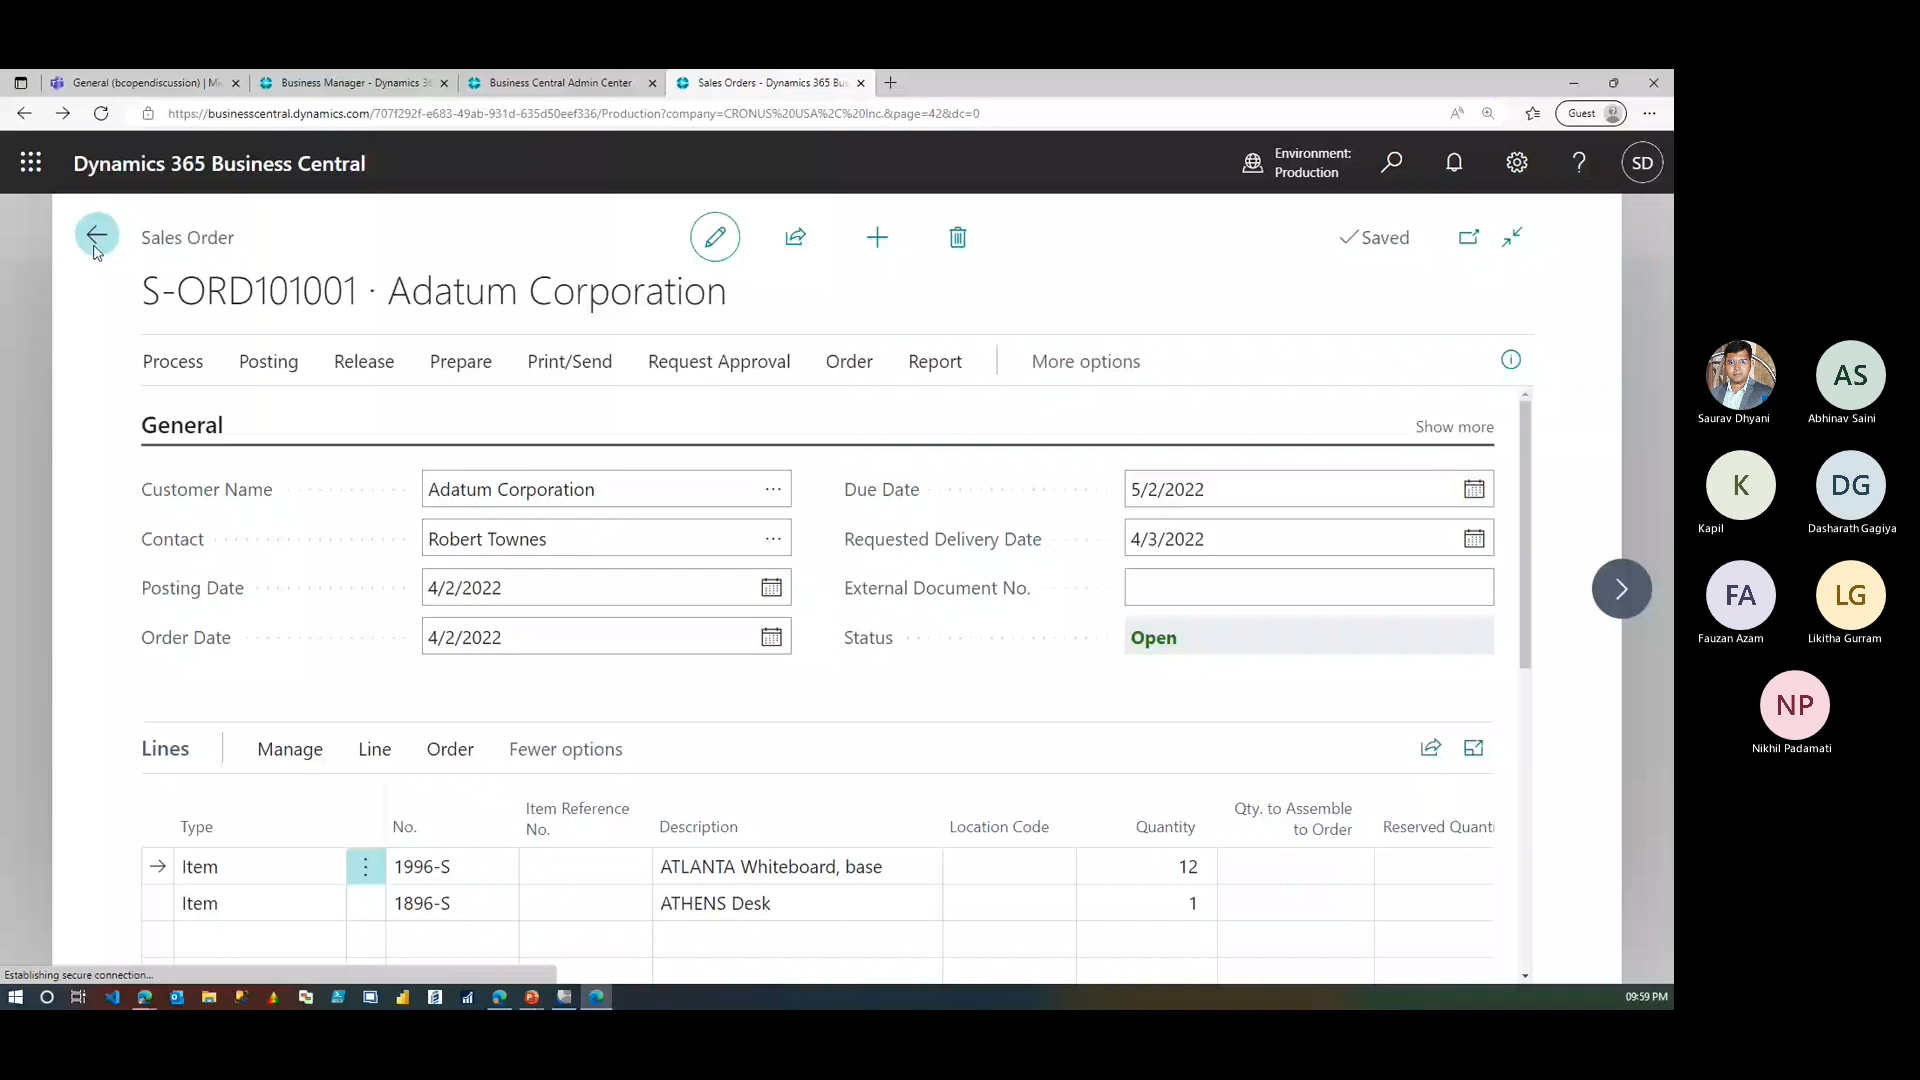 General (bcopendiscussion) | Mi
Business Manager - Dynamics 36
Business Central Admin Center
Sales Orders - Dynamics 365 Bus
https://businesscentral.dynamics.com/707f292f-e683-49ab-931d-635d50eef336/Production?company=CRONUS%20USA%2C%20Inc.&page=42&dc=0
Guest
Dynamics 365 Business Central
Environment:
Production
SD
Sales Order
Saved
S-ORD101001 · Adatum Corporation
Process Posting Release Prepare Print/Send Request Approval Order Report More options
General
Show more
Customer Name Adatum Corporation
Due Date 5/2/2022
Contact Robert Townes
Requested Delivery Date 4/3/2022
Posting Date 4/2/2022
External Document No.
Order Date 4/2/2022
Status Open
Lines Manage Line Order Fewer options
Type No. Item Reference No. Description Location Code Quantity Qty. to Assemble to Order Reserved Quanti
Item 1996-S ATLANTA Whiteboard, base 12
Item 1896-S ATHENS Desk 1
Establishing secure connection...
09:59 PM
Saurav Dhyani
AS
Abhinav Saini
K
Kapil
DG
Dasharath Gagiya
FA
Fauzan Azam
LG
Likitha Gurram
NP
Nikhil Padamati